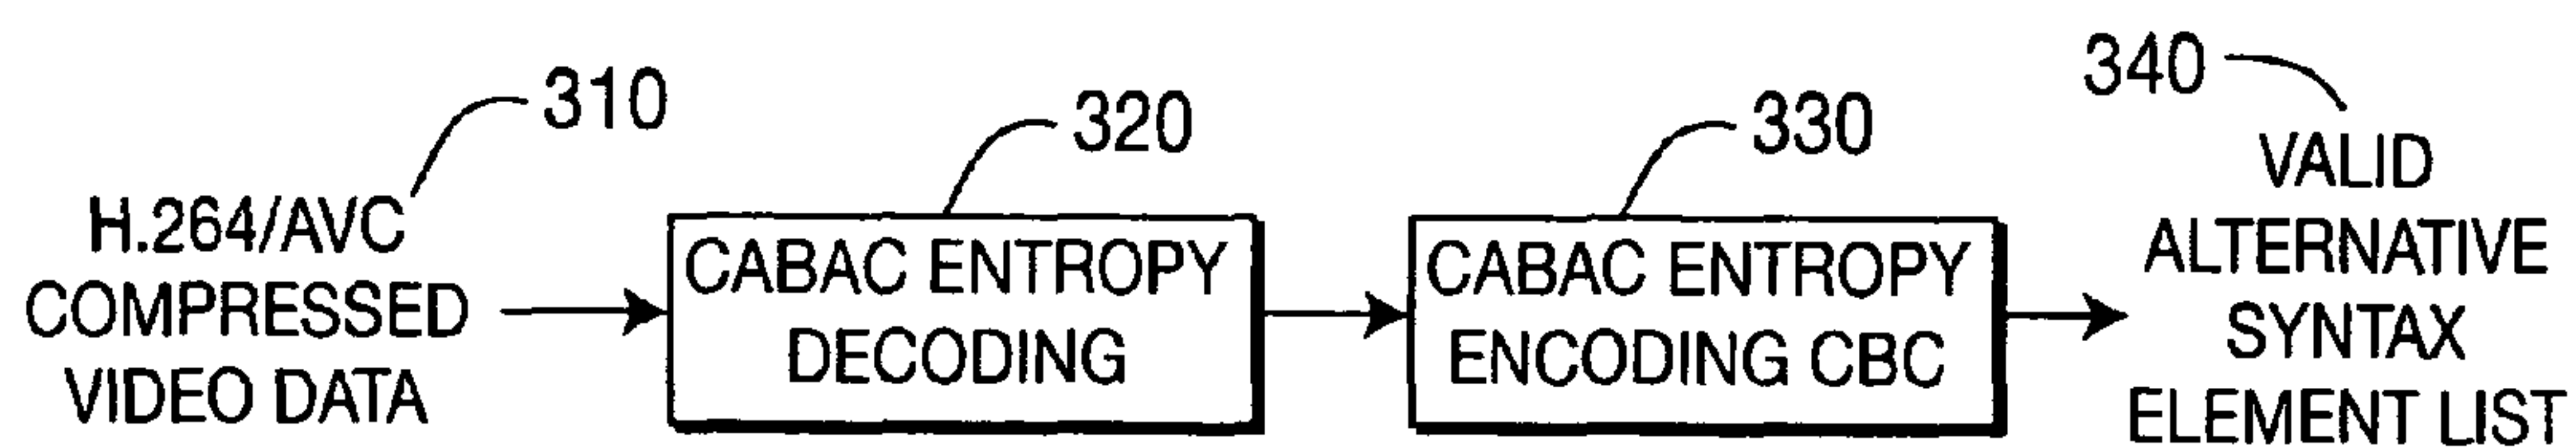 310
H.264/AVC
COMPRESSED
VIDEO DATA
320
CABAC ENTROPY
DECODING
330
CABAC ENTROPY
ENCODING CBC
340
VALID
ALTERNATIVE
SYNTAX
ELEMENT LIST